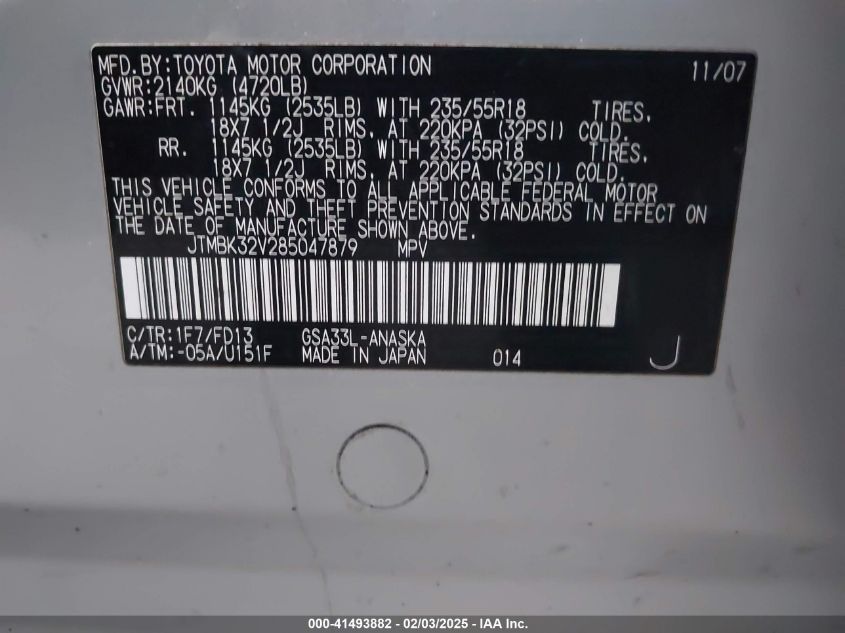 MFD.BY:TOYOTA MOTOR CORPORATION 11/07
GVWR:2140KG (4720LB)
GAWR:FRT. 1145KG (2535LB) WITH 235/55R18 TIRES.
18X7 1/2J RIMS, AT 220KPA (32PSI) COLD.
RR. 1145KG (2535LB) WITH 235/55R18 TIRES.
18X7 1/2J RIMS, AT 220KPA (32PSI) COLD.
THIS VEHICLE CONFORMS TO ALL APPLICABLE FEDERAL MOTOR
VEHICLE SAFETY AND THEFT PREVENTION STANDARDS IN EFFECT ON
THE DATE OF MANUFACTURE SHOWN ABOVE.
JTMBK32V285047879 MPV
C/TR:1F7/FD13 GSA33L-ANASKA
A/TM:-05A/U151F MADE IN JAPAN 014 J
000-41493882 - 02/03/2025 - IAA Inc.